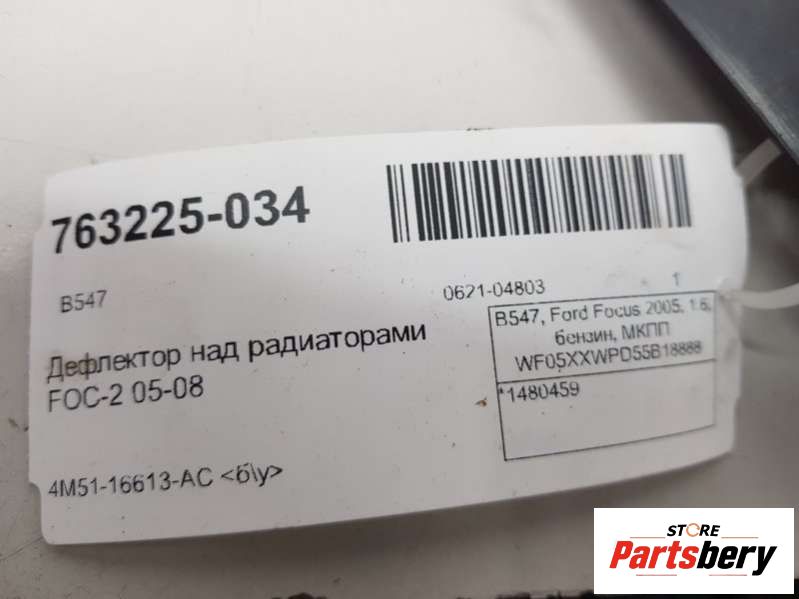 763225-034
B547
0621-04803
1
Дефлектор над радиаторами
FOC-2 05-08
B547, Ford Focus 2005, 1.6,
бензин, МКПП
WF05XXWPD55B18888
*1480459
4M51-16613-AC <б\у>
STORE
Partsbery